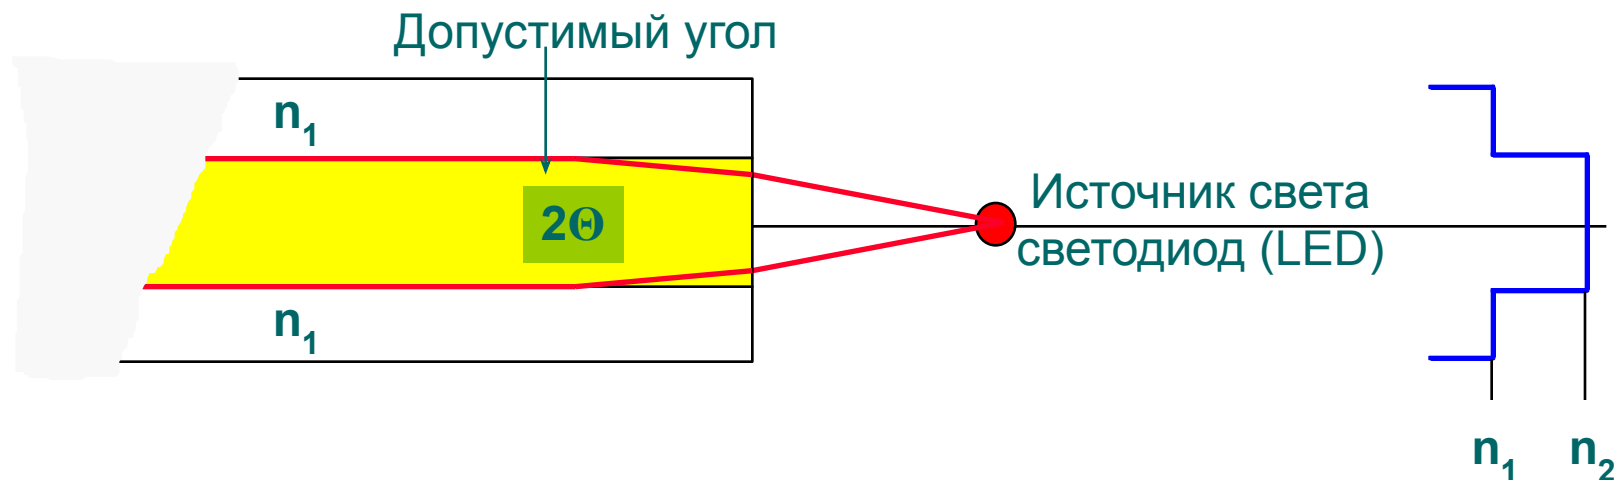 Допустимый угол
n₁
2Θ
Источник света
светодиод (LED)
n₁
n₁ n₂